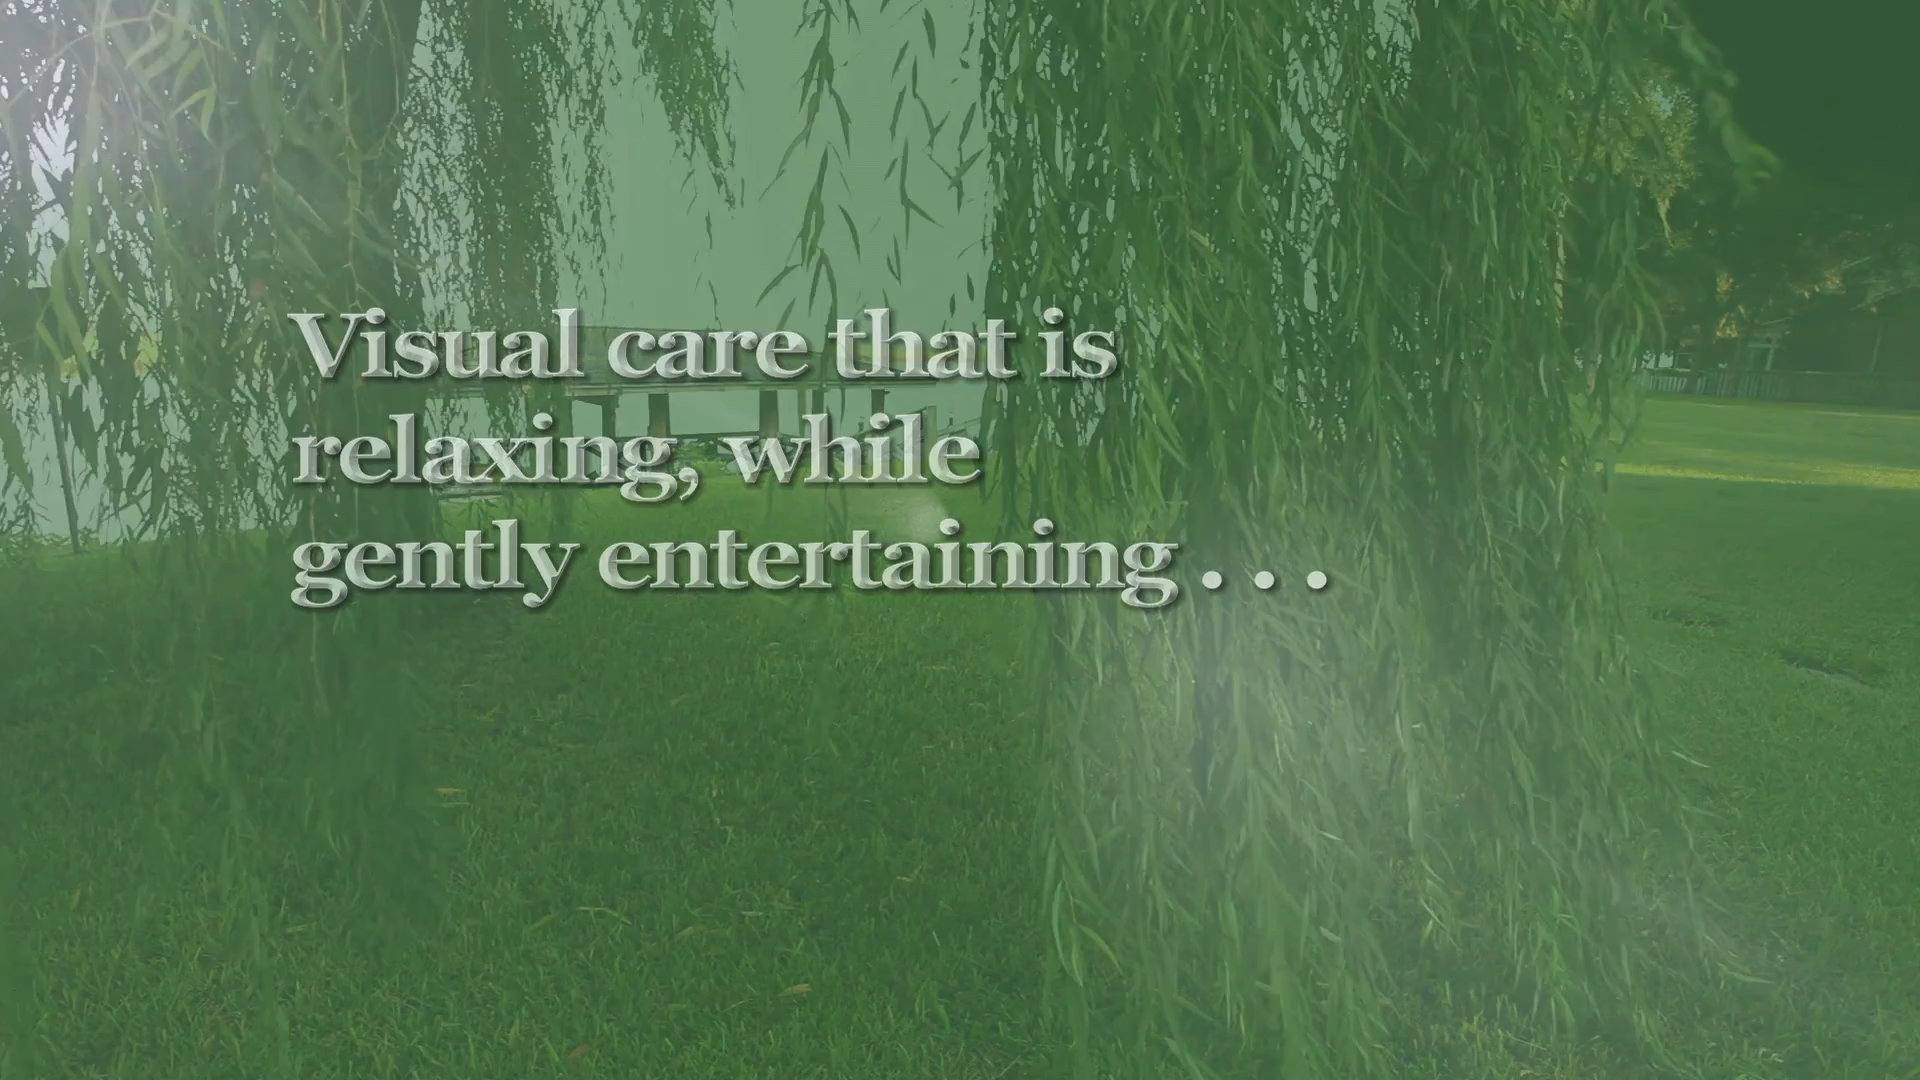 Visual care that is
relaxing, while
gently entertaining . . .